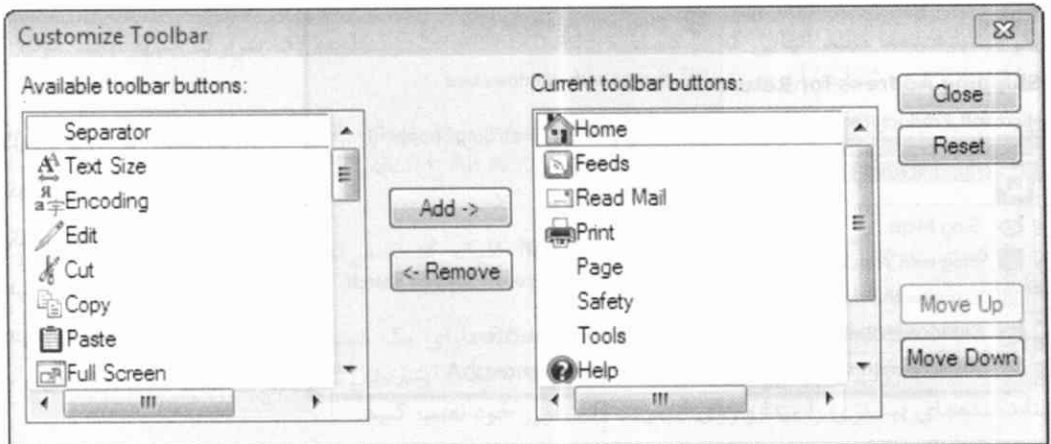 Customize Toolbar
Available toolbar buttons:
Separator
Text Size
Encoding
Edit
Cut
Copy
Paste
Full Screen
Add ->
<- Remove
Current toolbar buttons:
Home
Feeds
Read Mail
Print
Page
Safety
Tools
Help
Close
Reset
Move Up
Move Down